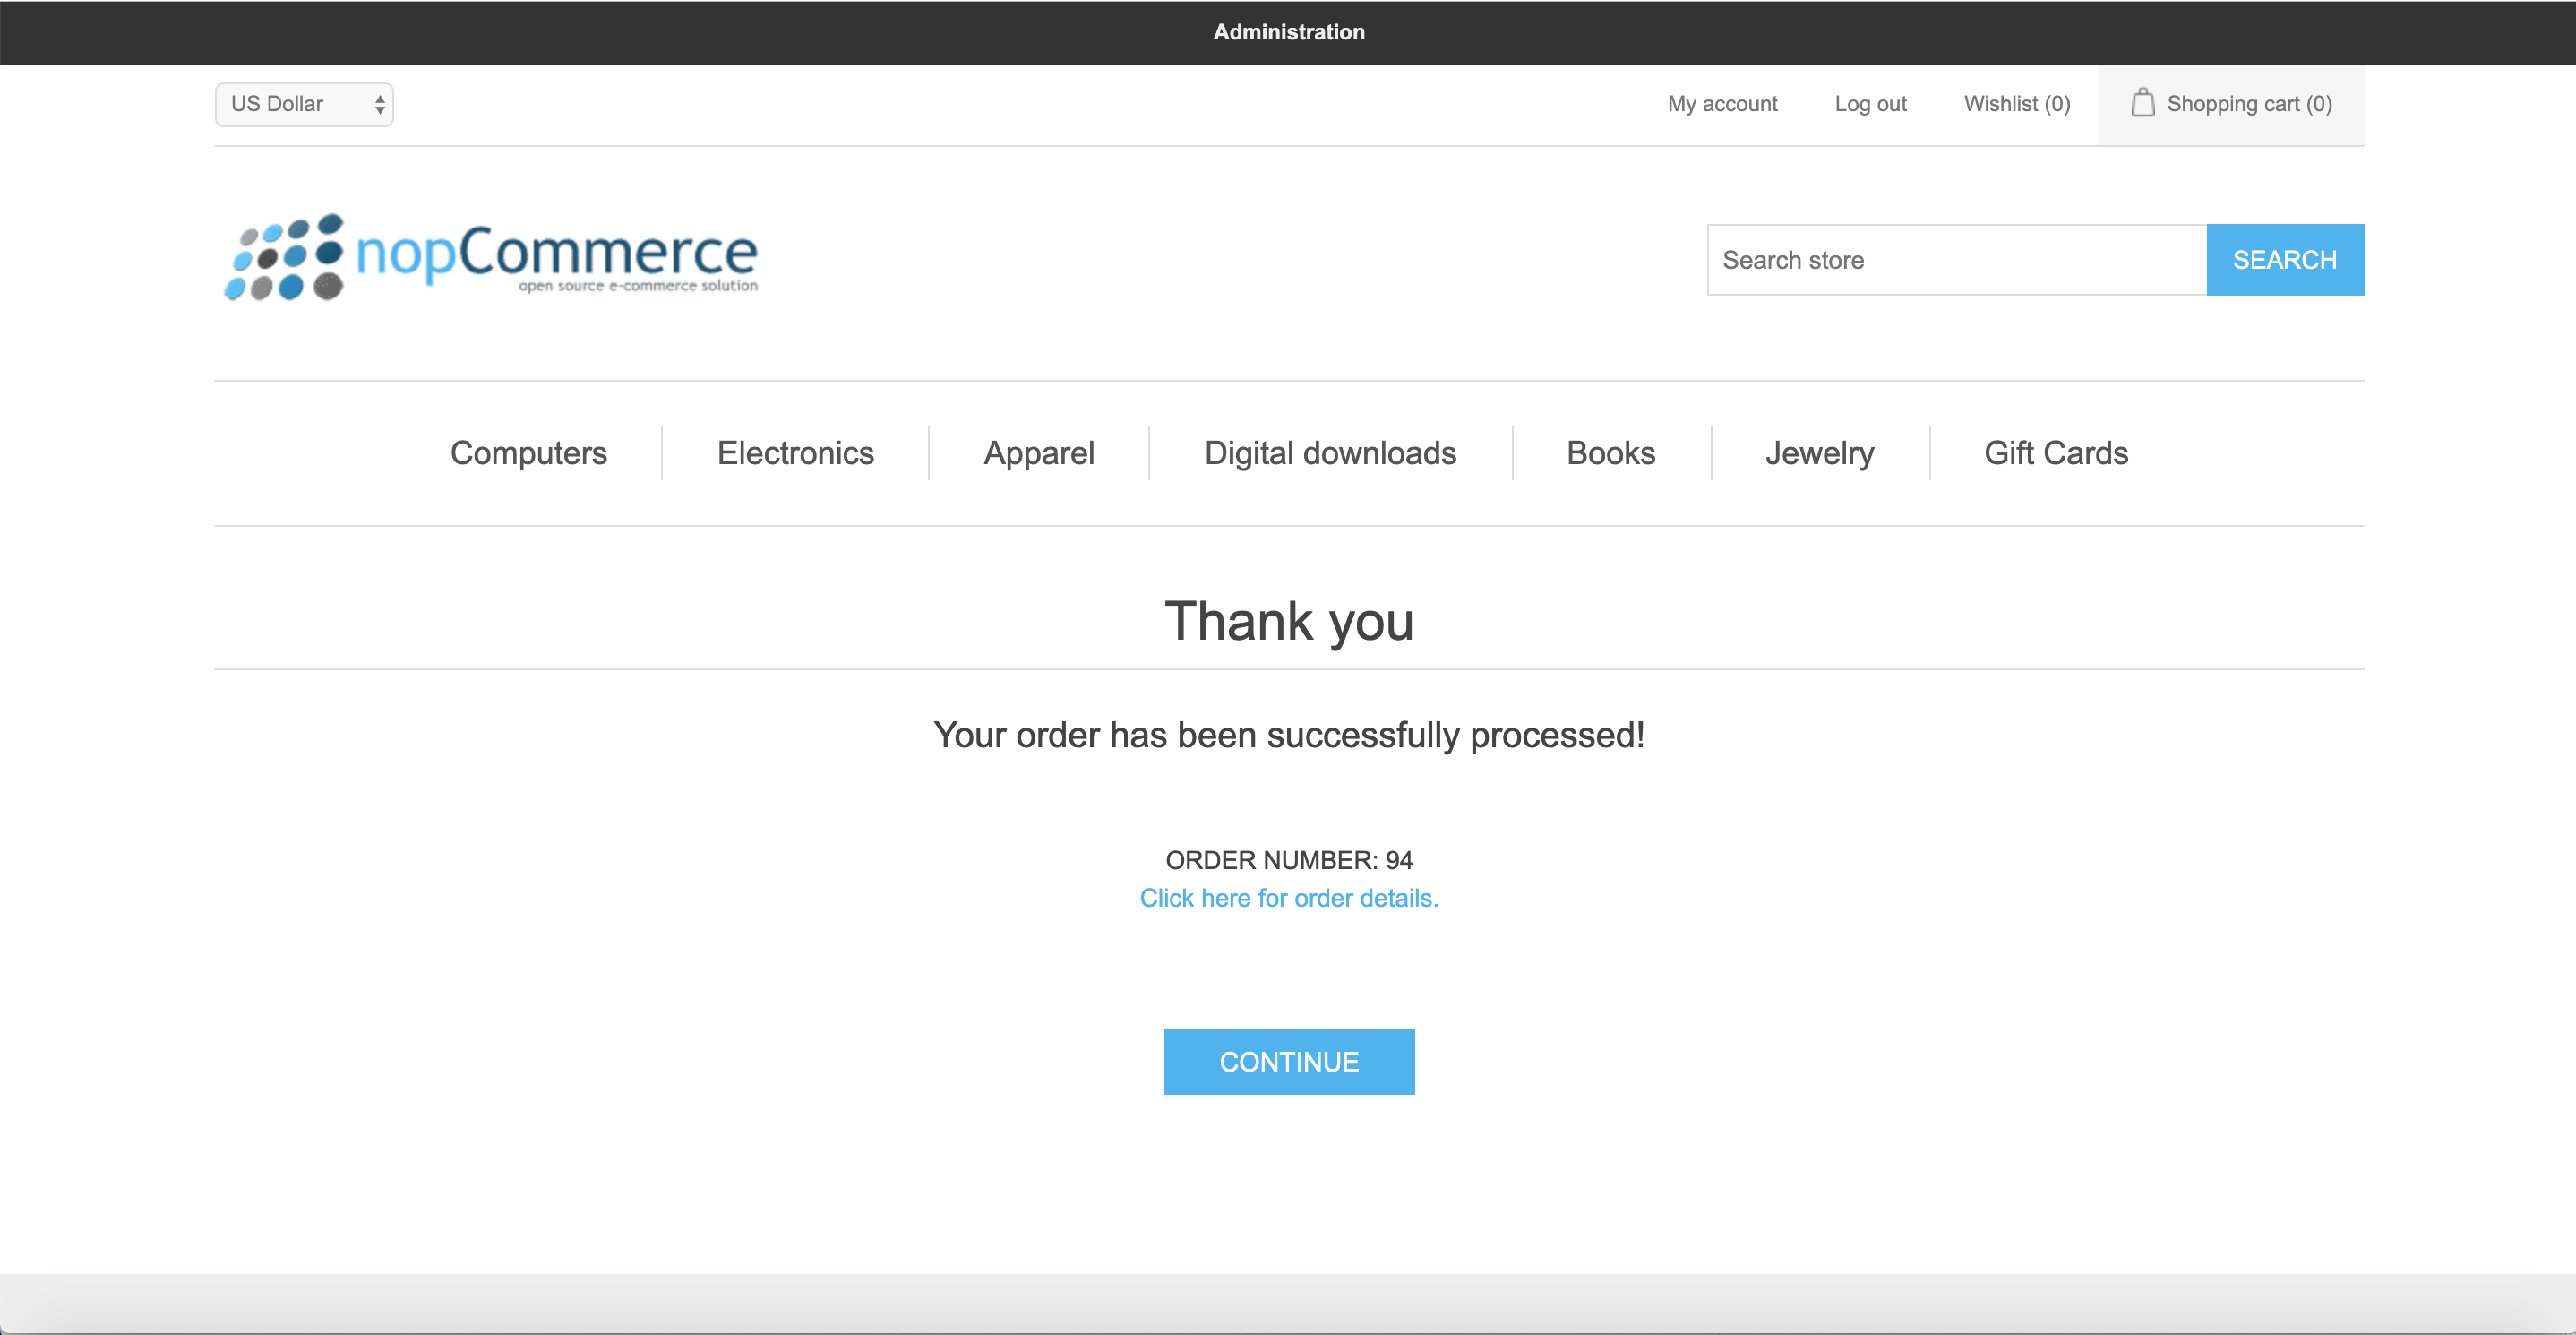 Administration
US Dollar
My account Log out Wishlist (0) Shopping cart (0)
nopCommerce
open source e-commerce solution
Search store SEARCH
Computers Electronics Apparel Digital downloads Books Jewelry Gift Cards
Thank you
Your order has been successfully processed!
ORDER NUMBER: 94
Click here for order details.
CONTINUE